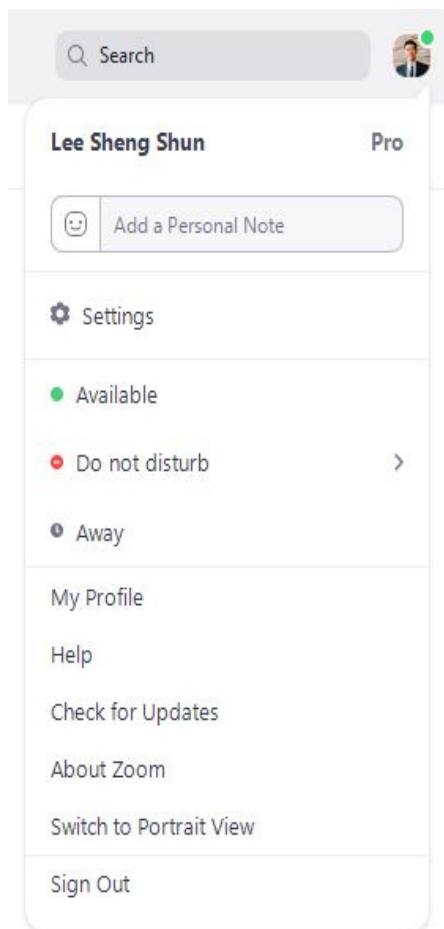 Search
Lee Sheng Shun Pro
Add a Personal Note
Settings
Available
Do not disturb
Away
My Profile
Help
Check for Updates
About Zoom
Switch to Portrait View
Sign Out